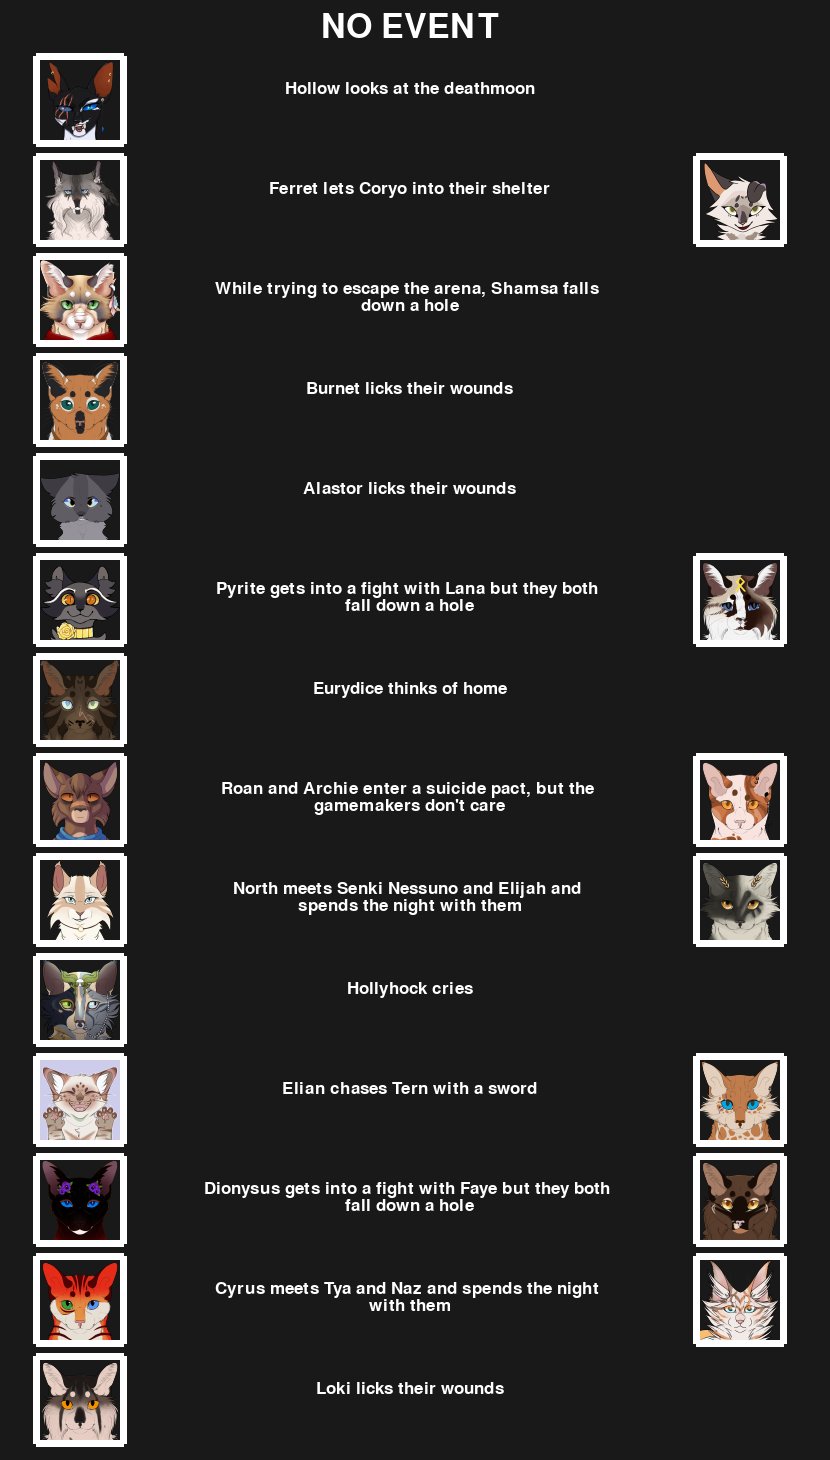 NO EVENT
Hollow looks at the deathmoon
Ferret lets Coryo into their shelter
While trying to escape the arena, Shamsa falls
down a hole
Burnet licks their wounds
Alastor licks their wounds
Pyrite gets into a fight with Lana but they both
fall down a hole
Eurydice thinks of home
Roan and Archie enter a suicide pact, but the
gamemakers don't care
North meets Senki Nessuno and Elijah and
spends the night with them
Hollyhock cries
Elian chases Tern with a sword
Dionysus gets into a fight with Faye but they both
fall down a hole
Cyrus meets Tya and Naz and spends the night
with them
Loki licks their wounds